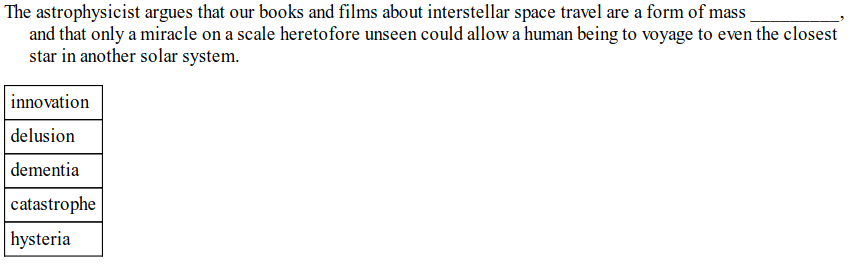 The astrophysicist argues that our books and films about interstellar space travel are a form of mass _________,
and that only a miracle on a scale heretofore unseen could allow a human being to voyage to even the closest
star in another solar system.
innovation
delusion
dementia
catastrophe
hysteria